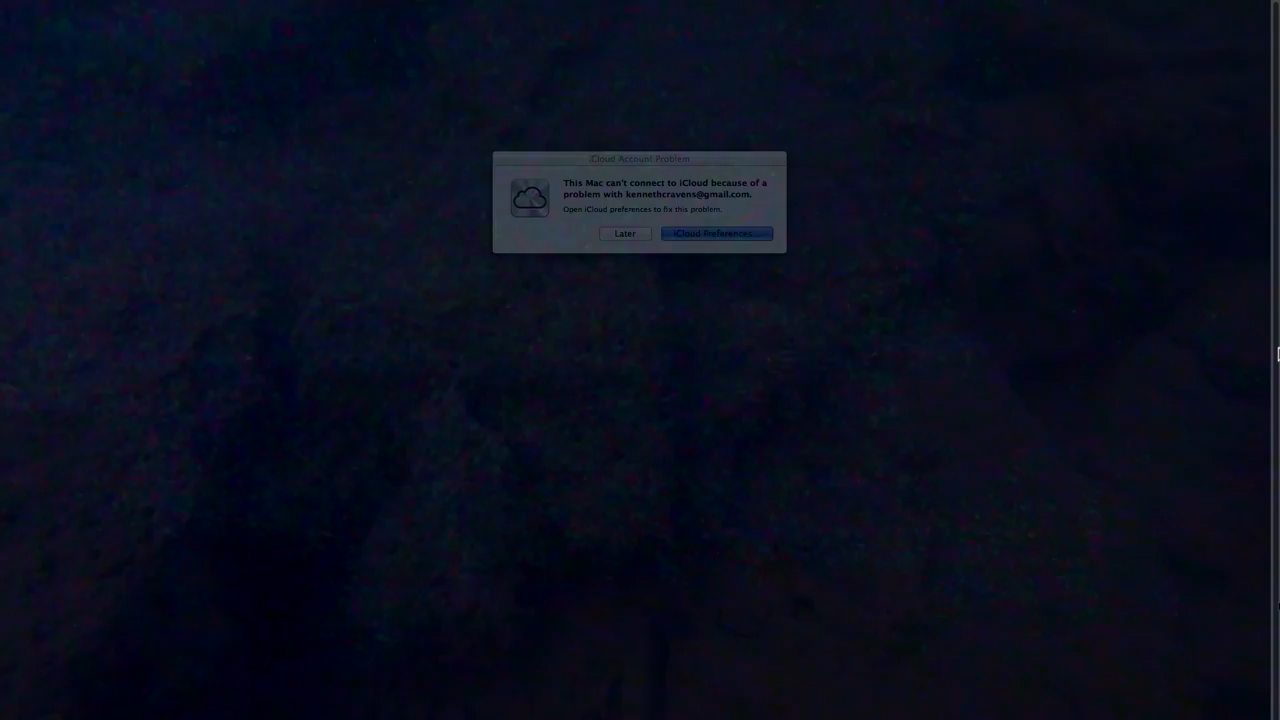 iCloud Account Problem
This Mac can't connect to iCloud because of a
problem with kennethcravens@gmail.com.
Open iCloud preferences to fix this problem.
Later
iCloud Preferences...